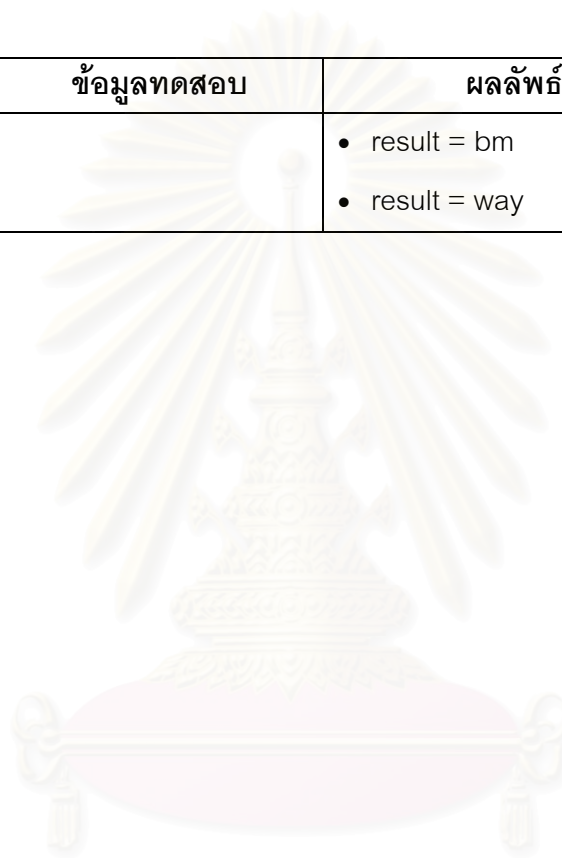 ข้อมูลทดสอบ ผลลัพธ์
• result = bm
• result = way